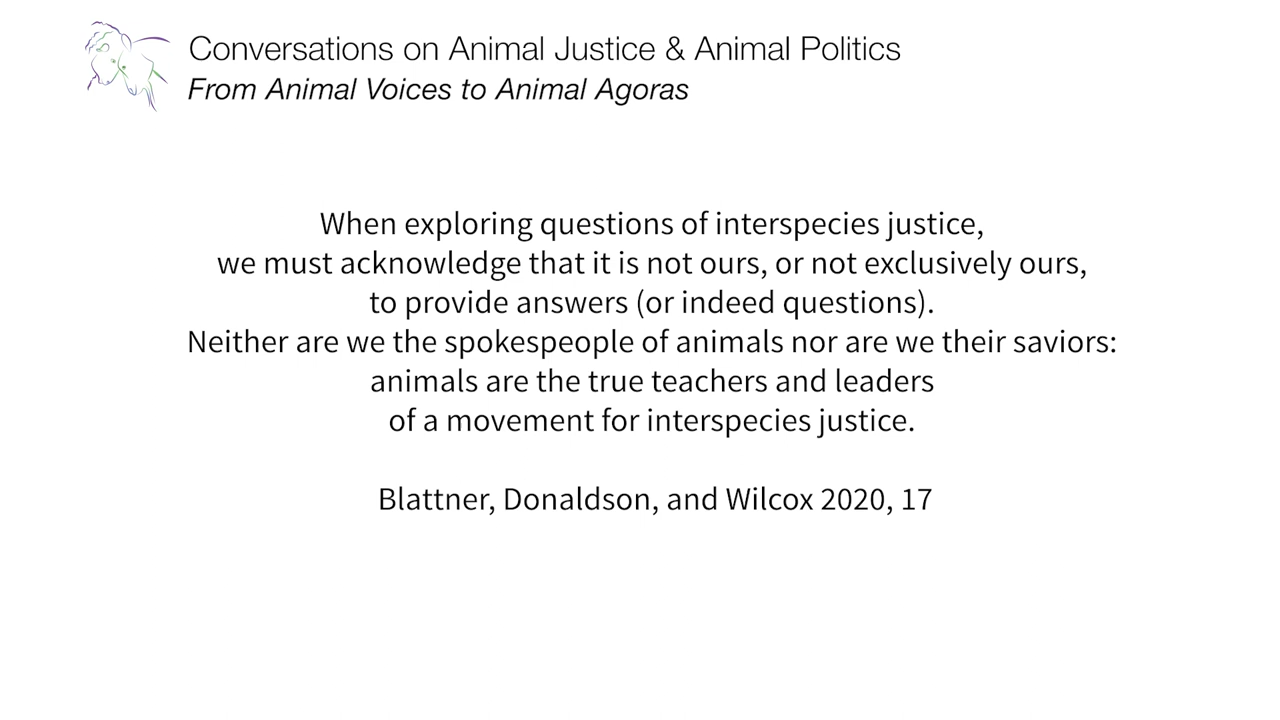 Conversations on Animal Justice & Animal Politics
From Animal Voices to Animal Agoras
When exploring questions of interspecies justice,
we must acknowledge that it is not ours, or not exclusively ours,
to provide answers (or indeed questions).
Neither are we the spokespeople of animals nor are we their saviors:
animals are the true teachers and leaders
of a movement for interspecies justice.
Blattner, Donaldson, and Wilcox 2020, 17